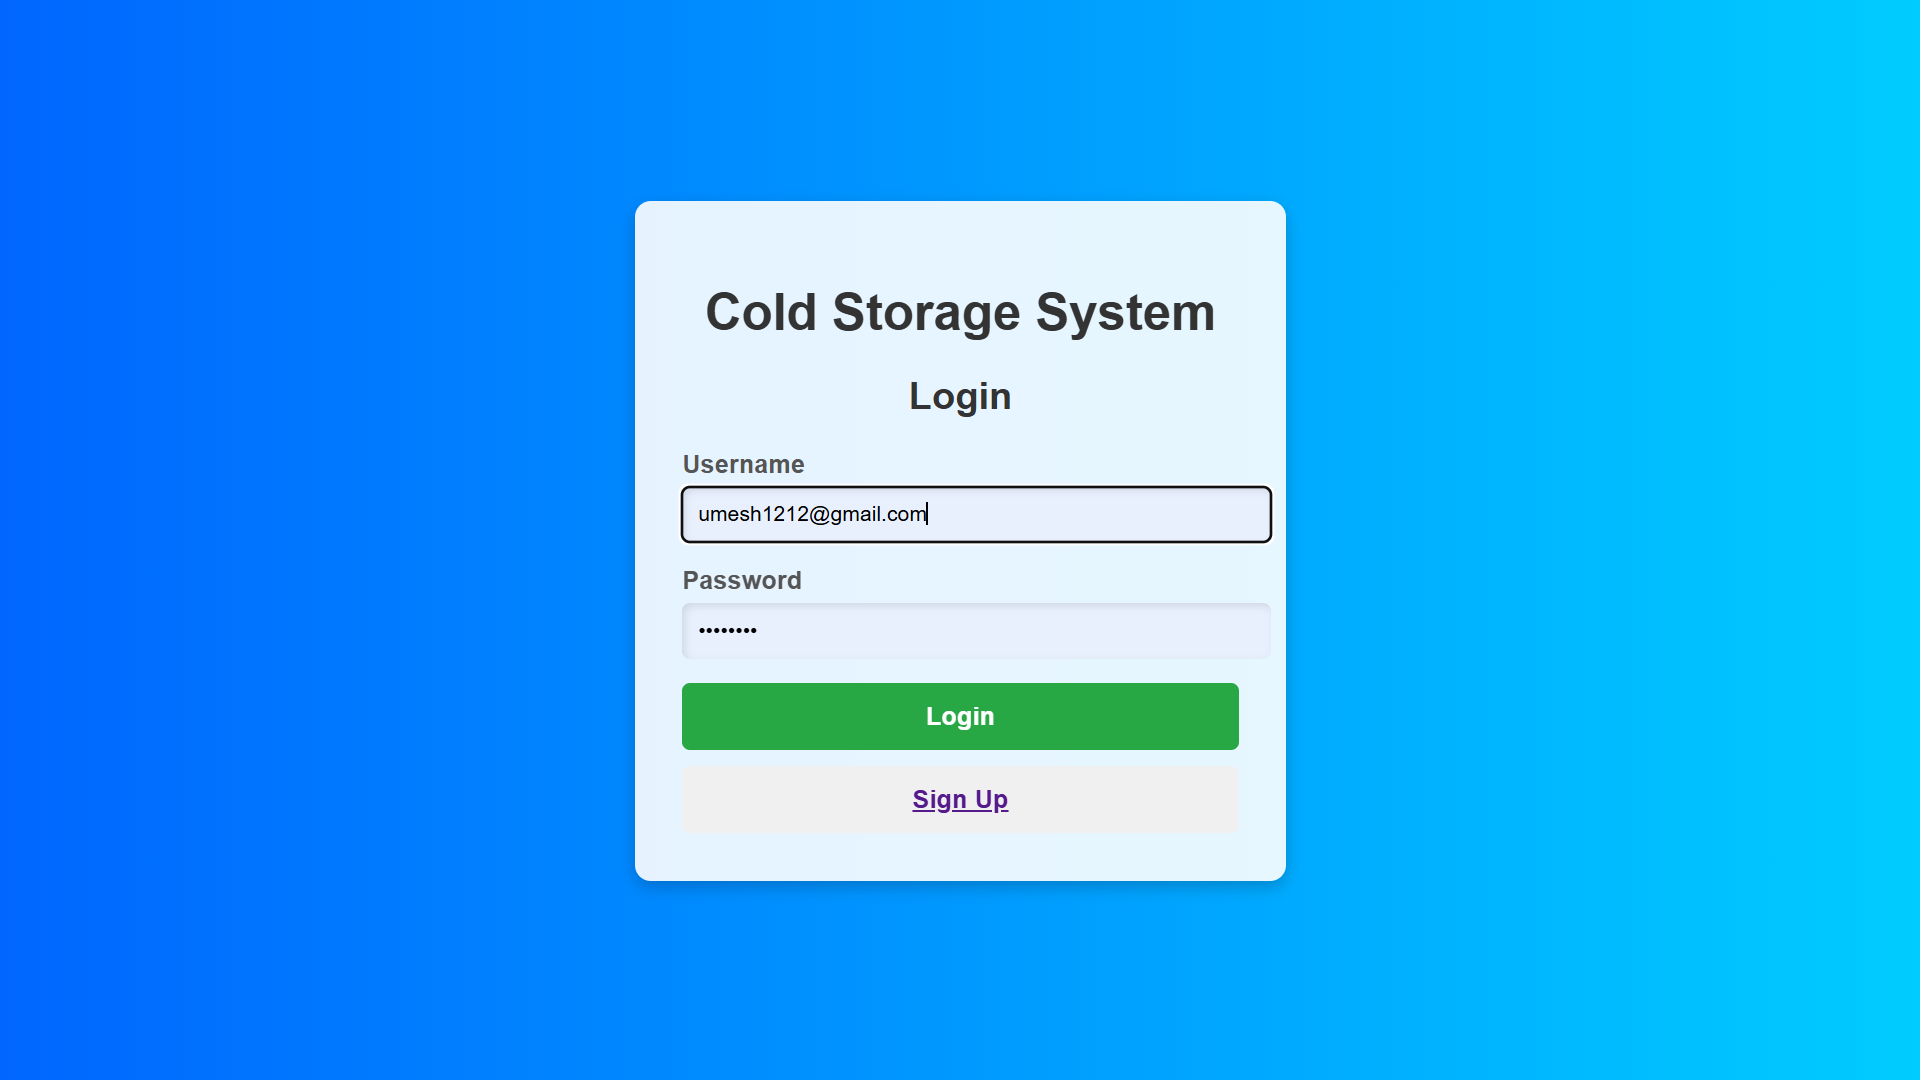 Cold Storage System
Login
Username
umesh1212@gmail.com
Password
••••••••
Login
Sign Up